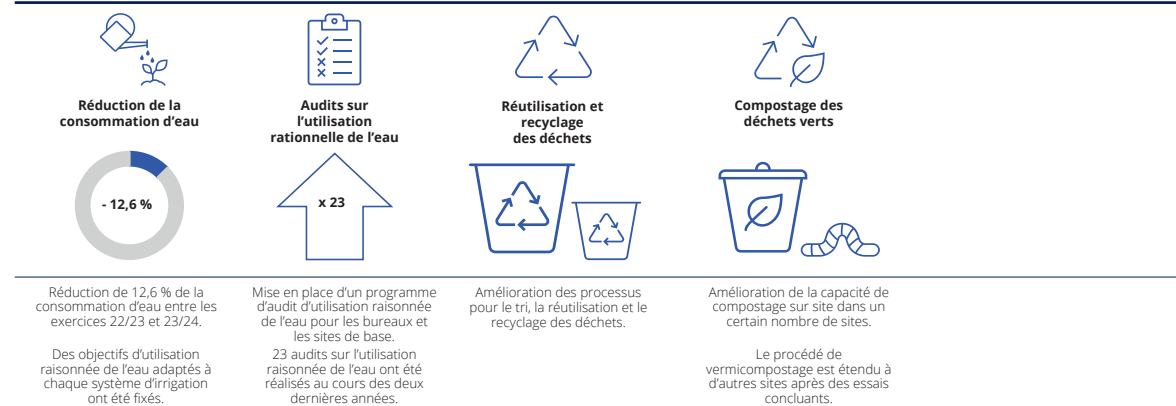 Réduction de la
consommation d'eau
- 12,6 %
Réduction de 12,6 % de la
consommation d'eau entre les
exercices 22/23 et 23/24.
Des objectifs d'utilisation
raisonnée de l'eau adaptés à
chaque système d'irrigation
ont été fixés.
Audits sur
l'utilisation
rationnelle de l'eau
x 23
Mise en place d'un programme
d'audit d'utilisation raisonnée
de l'eau pour les bureaux et
les sites de base.
23 audits sur l'utilisation
raisonnée de l'eau ont été
réalisés au cours des deux
dernières années.
Réutilisation et
recyclage
des déchets
Amélioration des processus
pour le tri, la réutilisation et le
recyclage des déchets.
Compostage des
déchets verts
Amélioration de la capacité de
compostage sur site dans un
certain nombre de sites.
Le procédé de
vermicompostage est étendu à
d'autres sites après des essais
concluants.